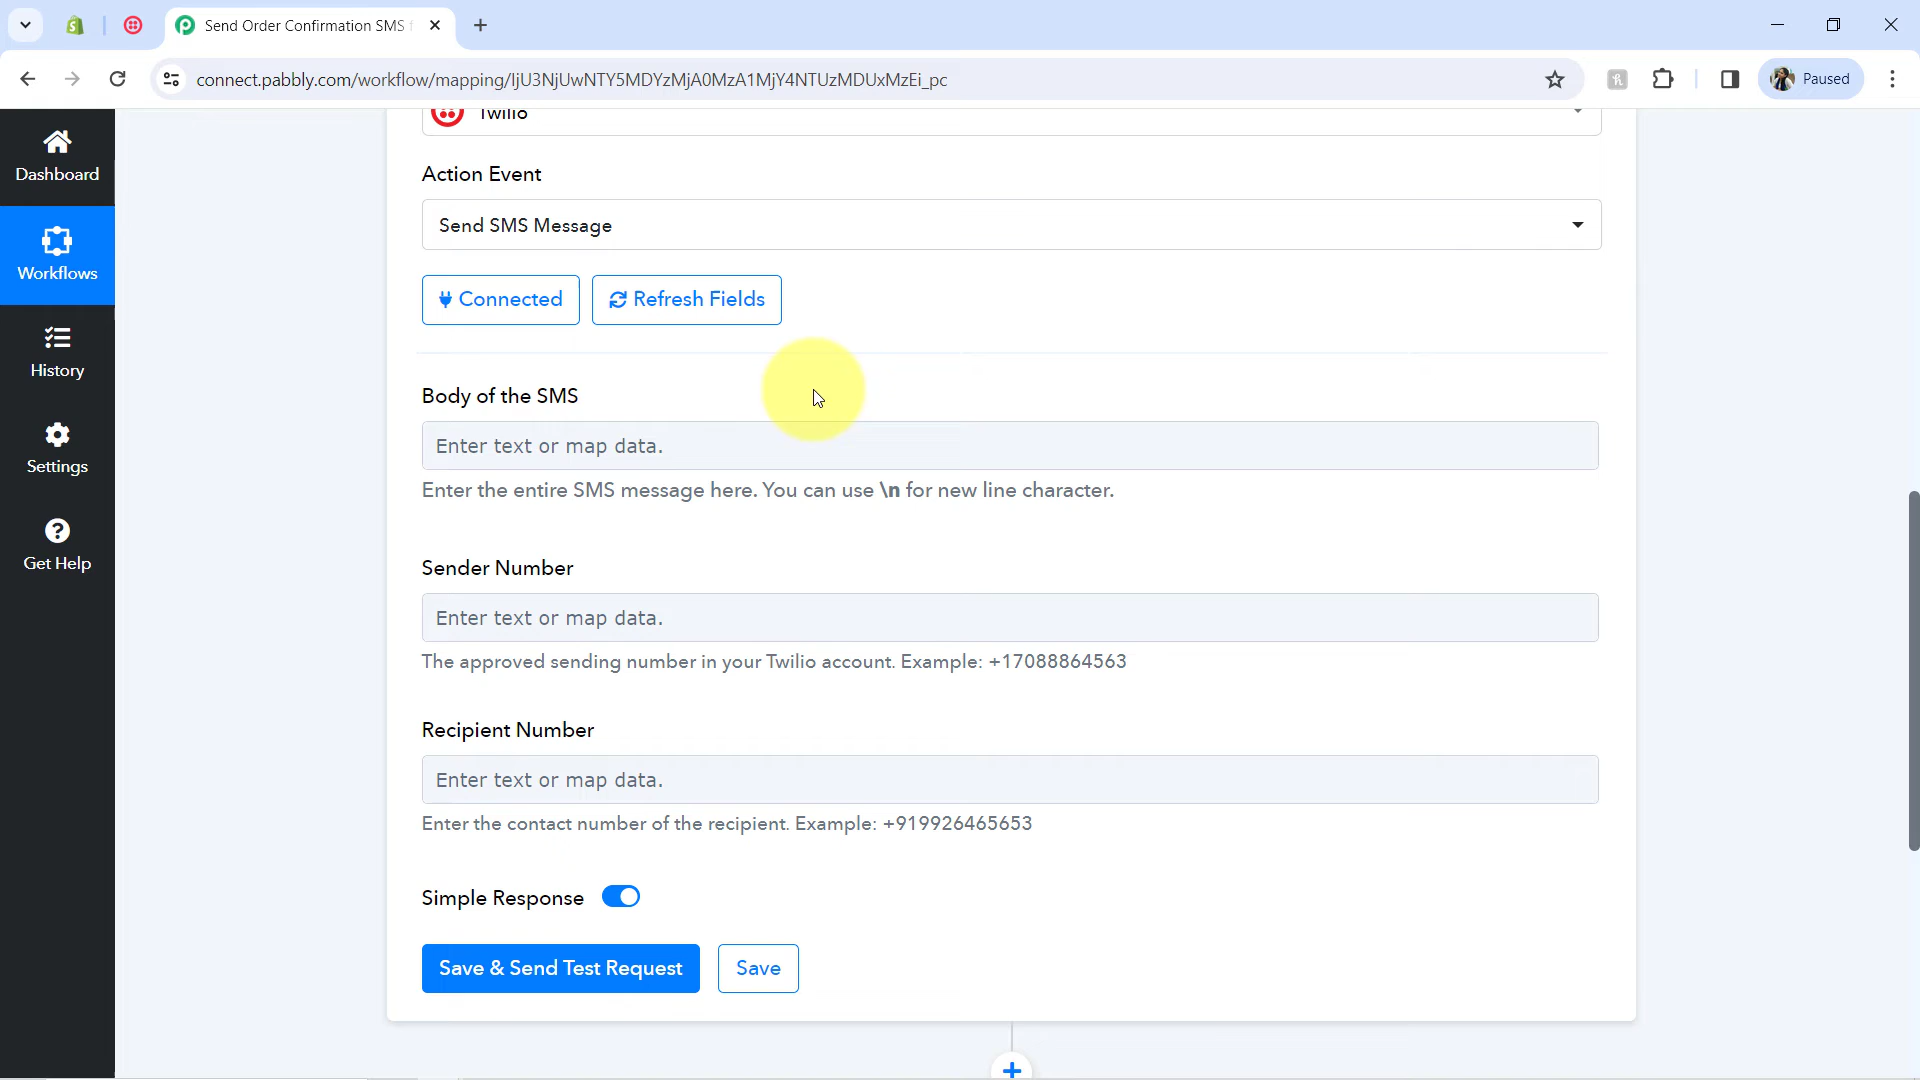 Send Order Confirmation SMS f
connect.pabbly.com/workflow/mapping/IjU3NjUwNTY5MDYzMjA0MzA1MjY4NTUzMDUxMzEi_pc
Paused
Dashboard
Workflows
History
Settings
Get Help
Twilio
Action Event
Send SMS Message
Connected
Refresh Fields
Body of the SMS
Enter text or map data.
Enter the entire SMS message here. You can use \n for new line character.
Sender Number
Enter text or map data.
The approved sending number in your Twilio account. Example: +17088864563
Recipient Number
Enter text or map data.
Enter the contact number of the recipient. Example: +919926465653
Simple Response
Save & Send Test Request
Save